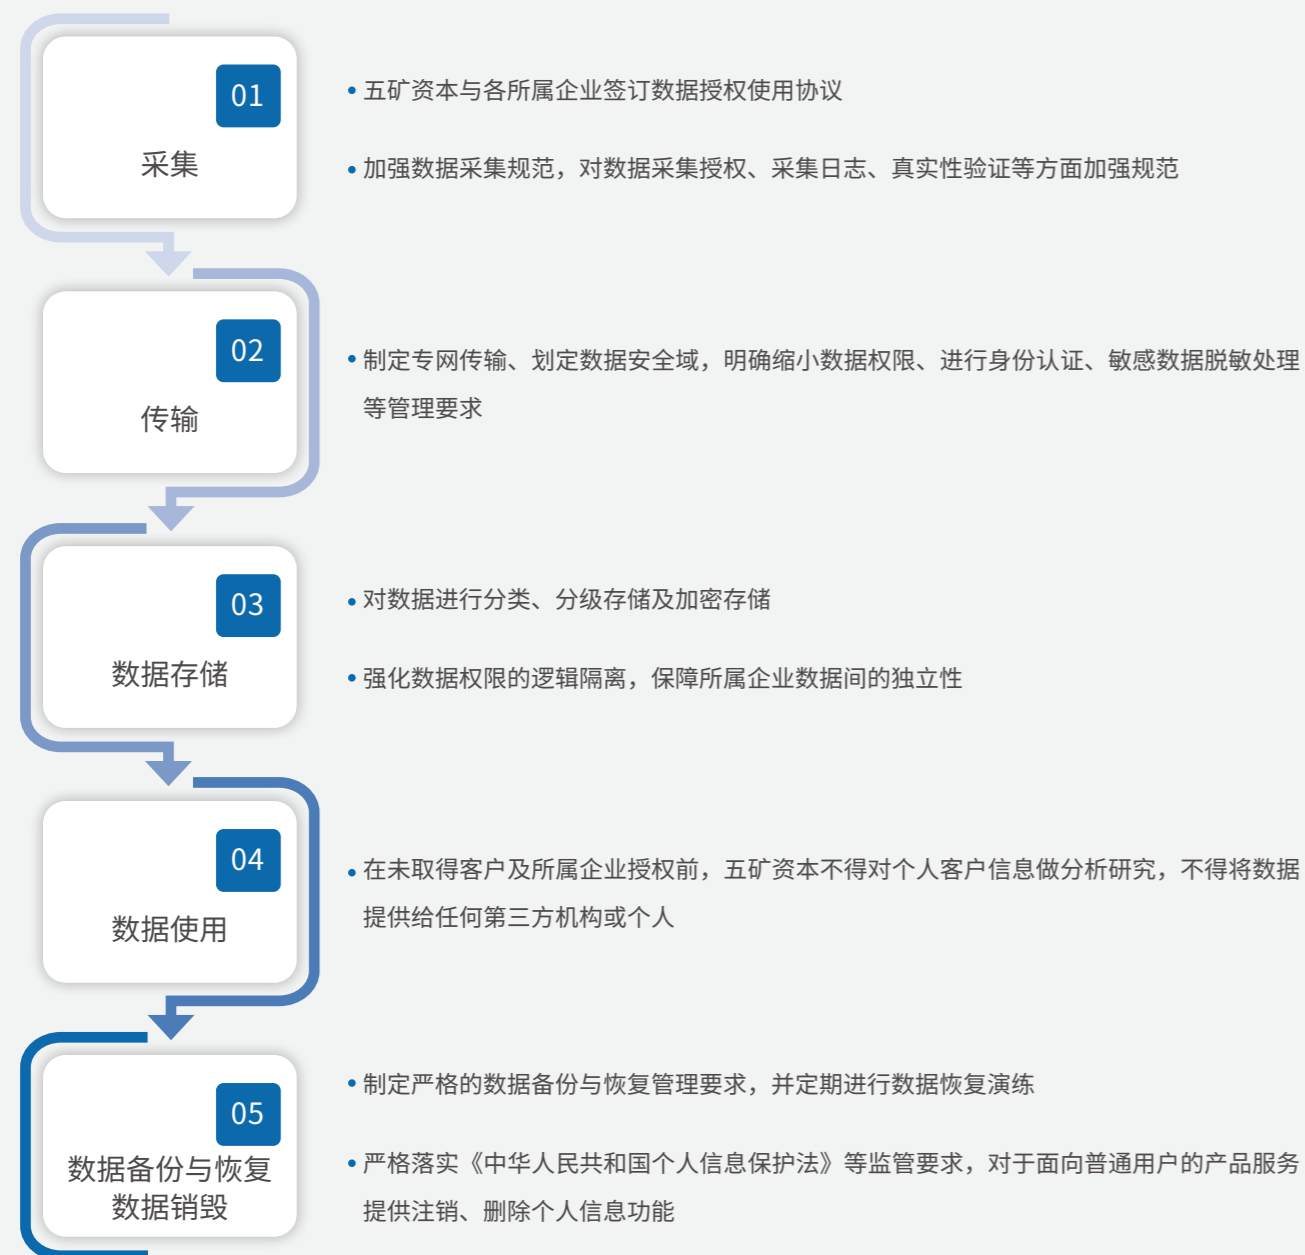 01
采集
• 五矿资本与各所属企业签订数据授权使用协议
• 加强数据采集规范，对数据采集授权、采集日志、真实性验证等方面加强规范
02
传输
• 制定专网传输、划定数据安全域，明确缩小数据权限、进行身份认证、敏感数据脱敏处理
等管理要求
03
数据存储
• 对数据进行分类、分级存储及加密存储
• 强化数据权限的逻辑隔离，保障所属企业数据间的独立性
04
数据使用
• 在未取得客户及所属企业授权前，五矿资本不得对个人客户信息做分析研究，不得将数据
提供给任何第三方机构或个人
05
数据备份与恢复
数据销毁
• 制定严格的数据备份与恢复管理要求，并定期进行数据恢复演练
• 严格落实《中华人民共和国个人信息保护法》等监管要求，对于面向普通用户的产品服务
提供注销、删除个人信息功能